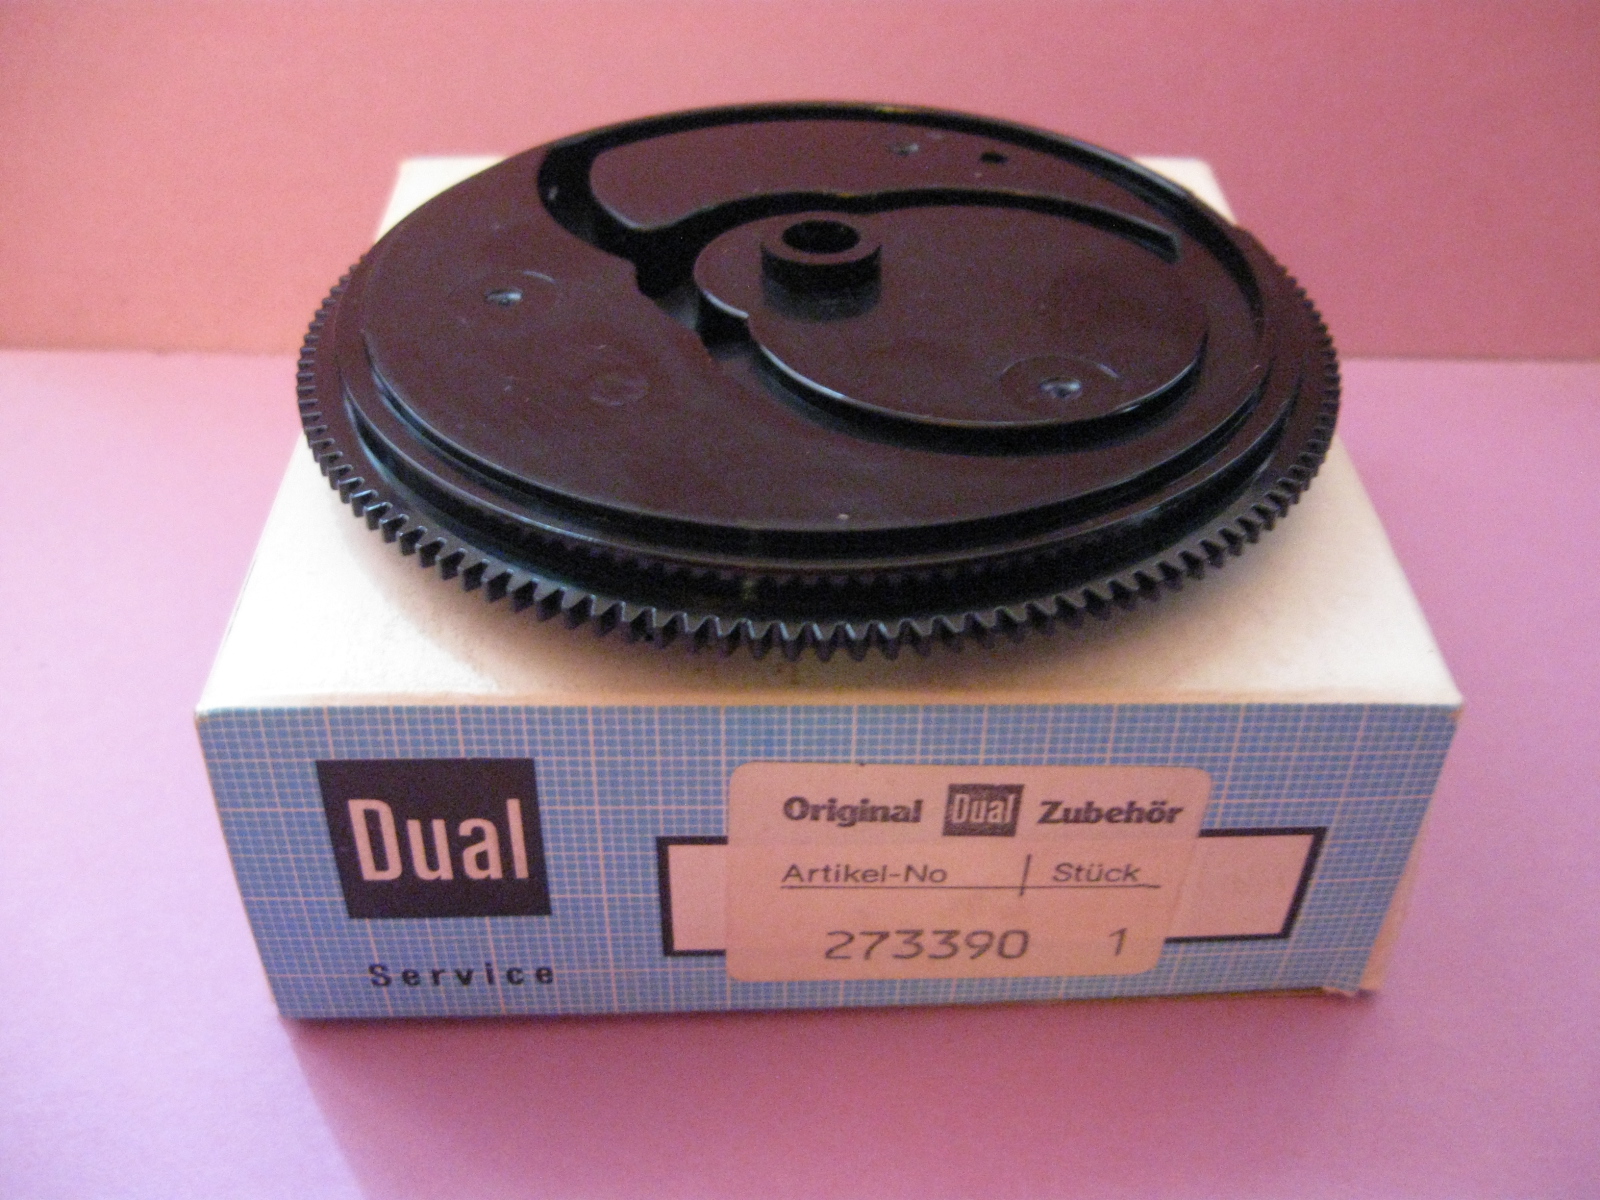 Dual
Service
Original Dual Zubehör
Artikel-No | Stück
273390 1